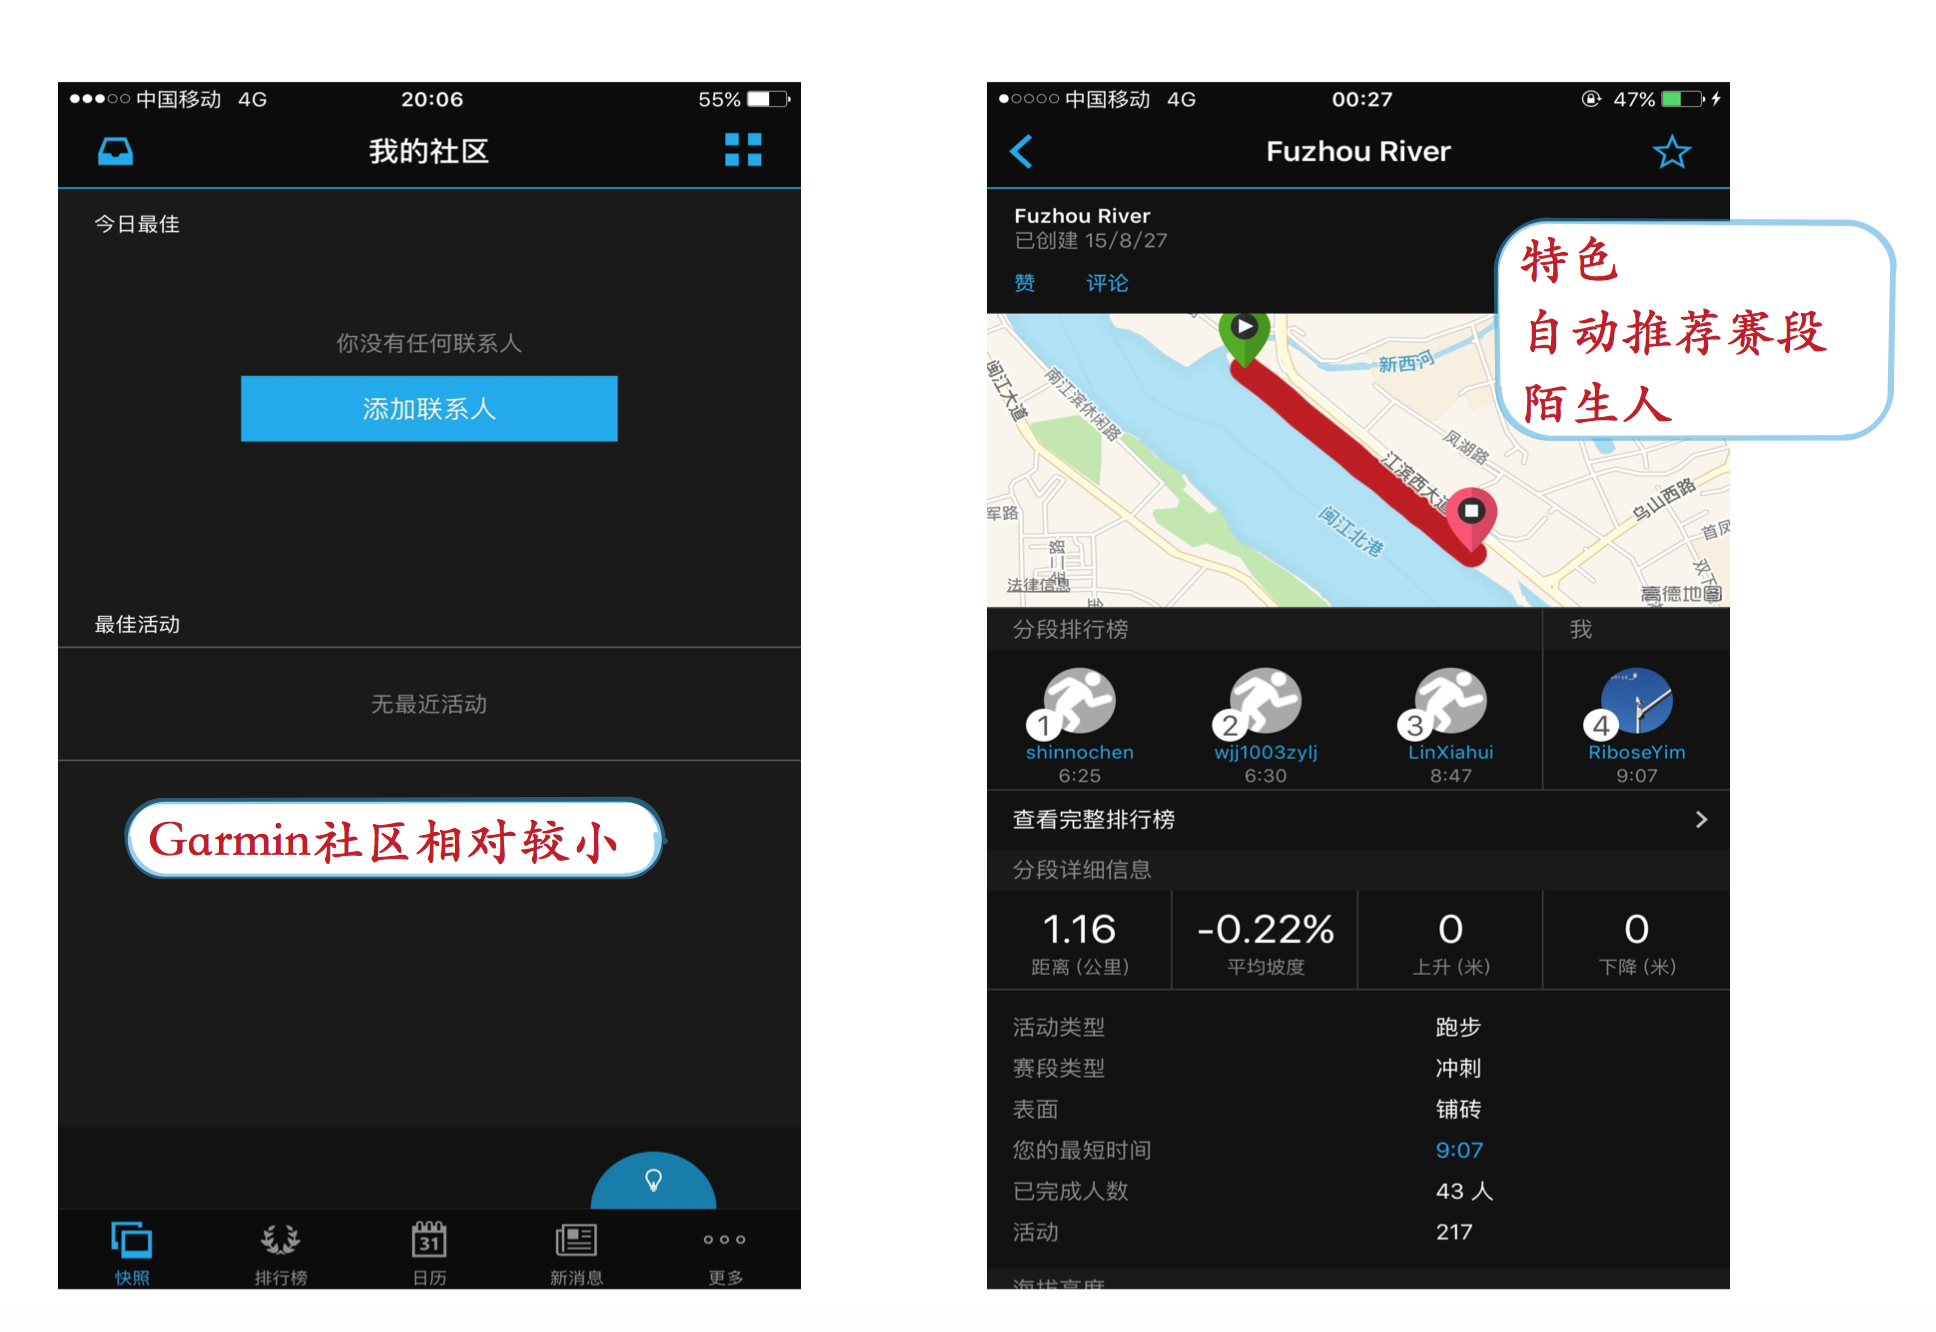 中国移动 4G 20:06 55%
我的社区
今日最佳
你没有任何联系人
添加联系人
最佳活动
无最近活动
Garmin社区相对较小
31
快照 排行榜 日历 新消息 更多
中国移动 4G 00:27 47%
Fuzhou River
Fuzhou River
已创建 15/8/27
赞 评论
特色
自动推荐赛段
陌生人
新西河
闽江大道
南江滨休闲路
凤湖路
江滨西大道
乌山西路
闽江北港
军路
首凤
双下
法律信息
高德地图
分段排行榜 我
1 2 3 4
shinnochen wjj1003zylj LinXiahui RiboseYim
6:25 6:30 8:47 9:07
查看完整排行榜
分段详细信息
1.16 -0.22% 0 0
距离 (公里) 平均坡度 上升 (米) 下降 (米)
活动类型 跑步
赛段类型 冲刺
表面 铺砖
您的最短时间 9:07
已完成人数 43 人
活动 217
海拔高度